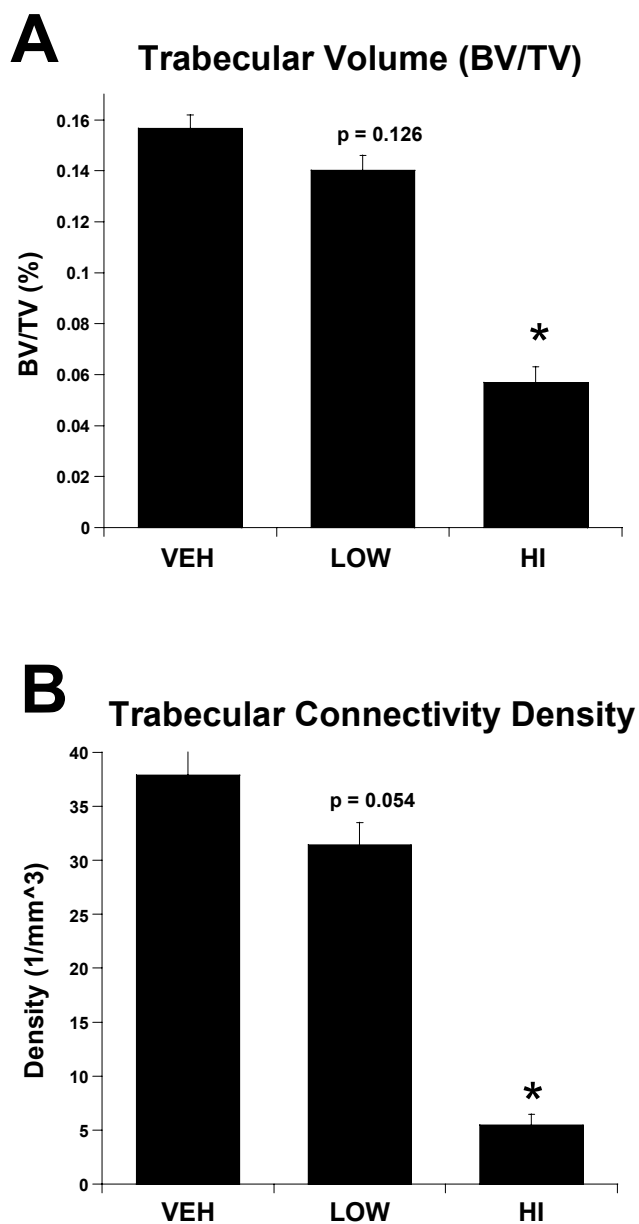 A
Trabecular Volume (BV/TV)
BV/TV (%)
0.16
0.14
0.12
0.1
0.08
0.06
0.04
0.02
0
p = 0.126
*
VEH LOW HI
B
Trabecular Connectivity Density
Density (1/mm^3)
40
35
30
25
20
15
10
5
0
p = 0.054
*
VEH LOW HI